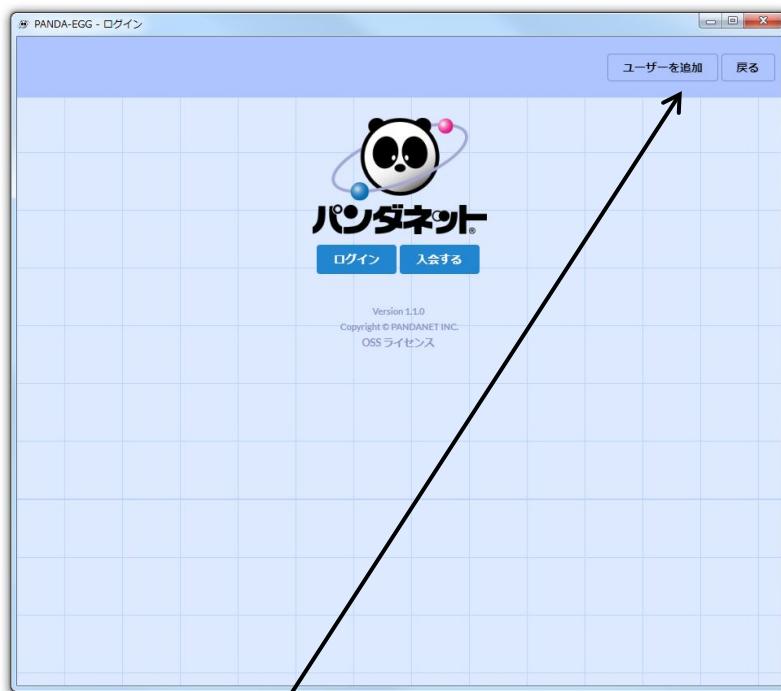 PANDA-EGG - ログイン
ユーザーを追加 戻る
パンダネット®
ログイン 入会する
Version 1.1.0
Copyright © PANDANET INC.
OSS ライセンス